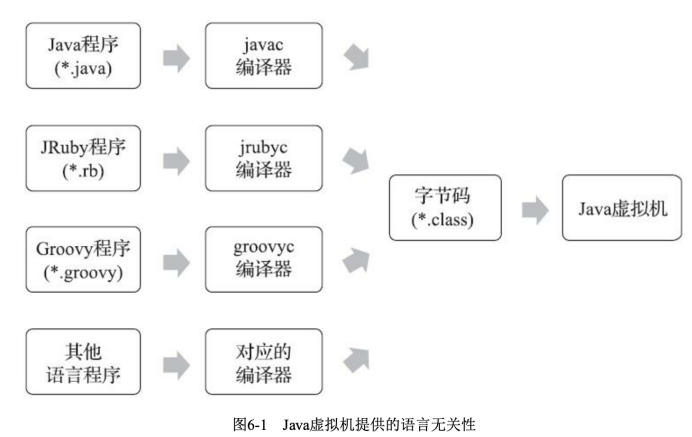 Java程序
(*.java)
javac
编译器
JRuby程序
(*.rb)
jrubyc
编译器
字节码
(*.class)
Java虚拟机
Groovy程序
(*.groovy)
groovyc
编译器
其他
语言程序
对应的
编译器
图6-1 Java虚拟机提供的语言无关性